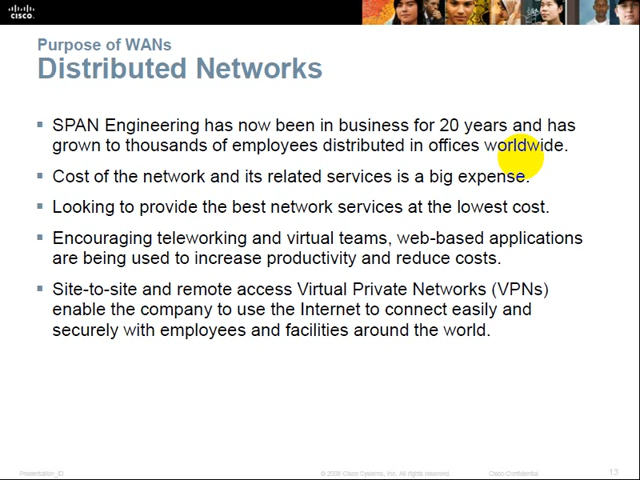 CISCO
Purpose of WANs
Distributed Networks
SPAN Engineering has now been in business for 20 years and has
grown to thousands of employees distributed in offices worldwide.
Cost of the network and its related services is a big expense.
Looking to provide the best network services at the lowest cost.
Encouraging teleworking and virtual teams, web-based applications
are being used to increase productivity and reduce costs.
Site-to-site and remote access Virtual Private Networks (VPNs)
enable the company to use the Internet to connect easily and
securely with employees and facilities around the world.
Presentation_ID
© 2008 Cisco Systems, Inc. All rights reserved.
Cisco Confidential
13